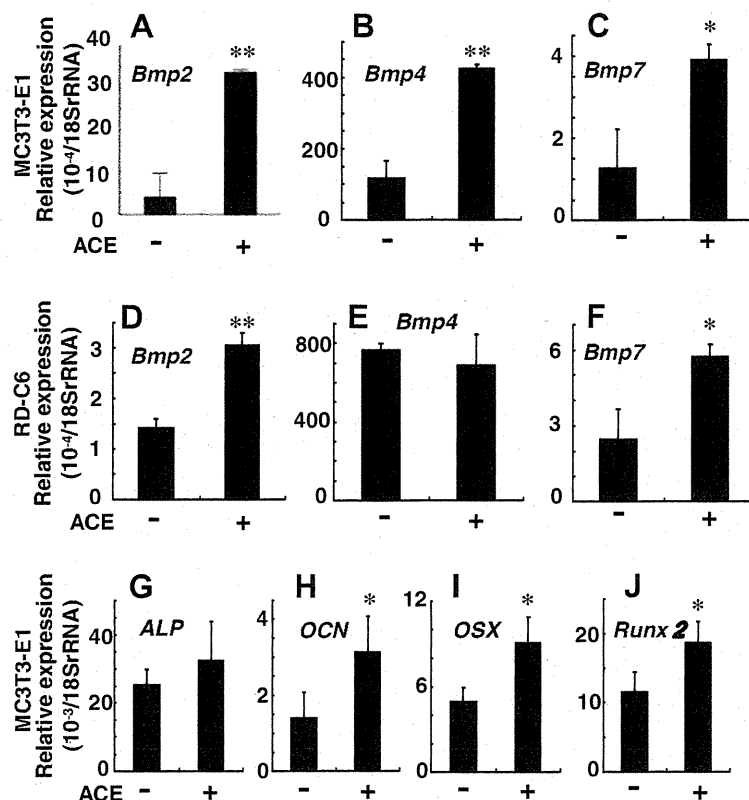 A
B
C
MC3T3-E1
Relative expression
(10-4/18SrRNA)
40
30
20
10
0
Bmp2
**
400
200
0
Bmp4
**
4
2
0
Bmp7
*
ACE - + - + - +
D
E
F
RD-C6
Relative expression
(10-4/18SrRNA)
3
2
1
0
Bmp2
**
800
400
0
Bmp4
6
3
0
Bmp7
*
ACE - + - + - +
G
H
I
J
MC3T3-E1
Relative expression
(10-3/18SrRNA)
40
20
0
ALP
4
2
0
OCN
*
12
6
0
OSX
*
20
10
0
Runx 2
*
ACE - + - + - + - +